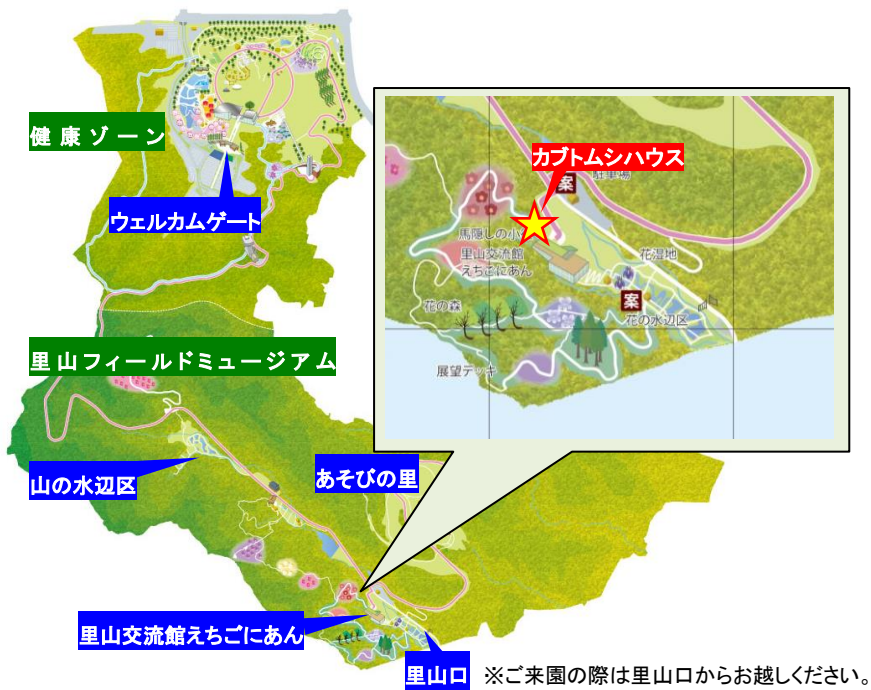 健康ゾーン
ウェルカムゲート
カブトムシハウス
案
駐車場
馬隠しの小
里山交流館
えちごにあん
花湿地
花の森
案
花の水辺区
展望デッキ
里山フィールドミュージアム
山の水辺区
あそびの里
里山交流館えちごにあん
里山口
※ご来園の際は里山口からお越しください。